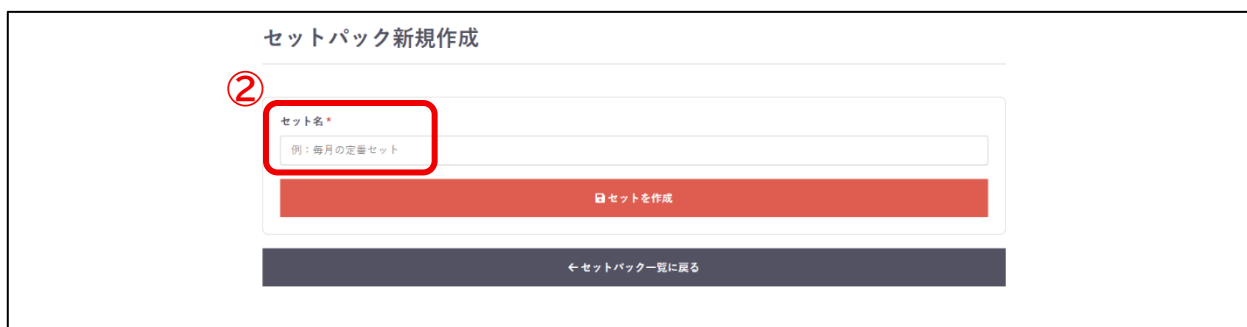 セットパック新規作成
②
セット名*
例：毎月の定番セット
セットを作成
←セットパック一覧に戻る